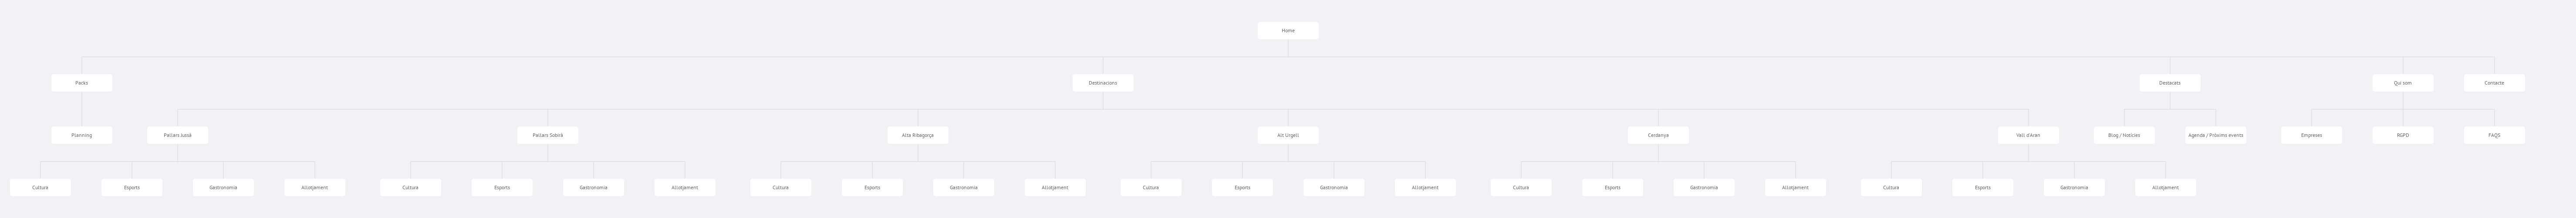 Home
Packs
Destinacions
Destacats
Qui som
Contacte
Planning
Pallars Jussà
Pallars Sobirà
Alta Ribagorça
Alt Urgell
Cerdanya
Vall d'Aran
Blog / Notícies
Agenda / Próxims events
Empreses
RGPD
FAQS
Cultura
Esports
Gastronomia
Allotjament
Cultura
Esports
Gastronomia
Allotjament
Cultura
Esports
Gastronomia
Allotjament
Cultura
Esports
Gastronomia
Allotjament
Cultura
Esports
Gastronomia
Allotjament
Cultura
Esports
Gastronomia
Allotjament